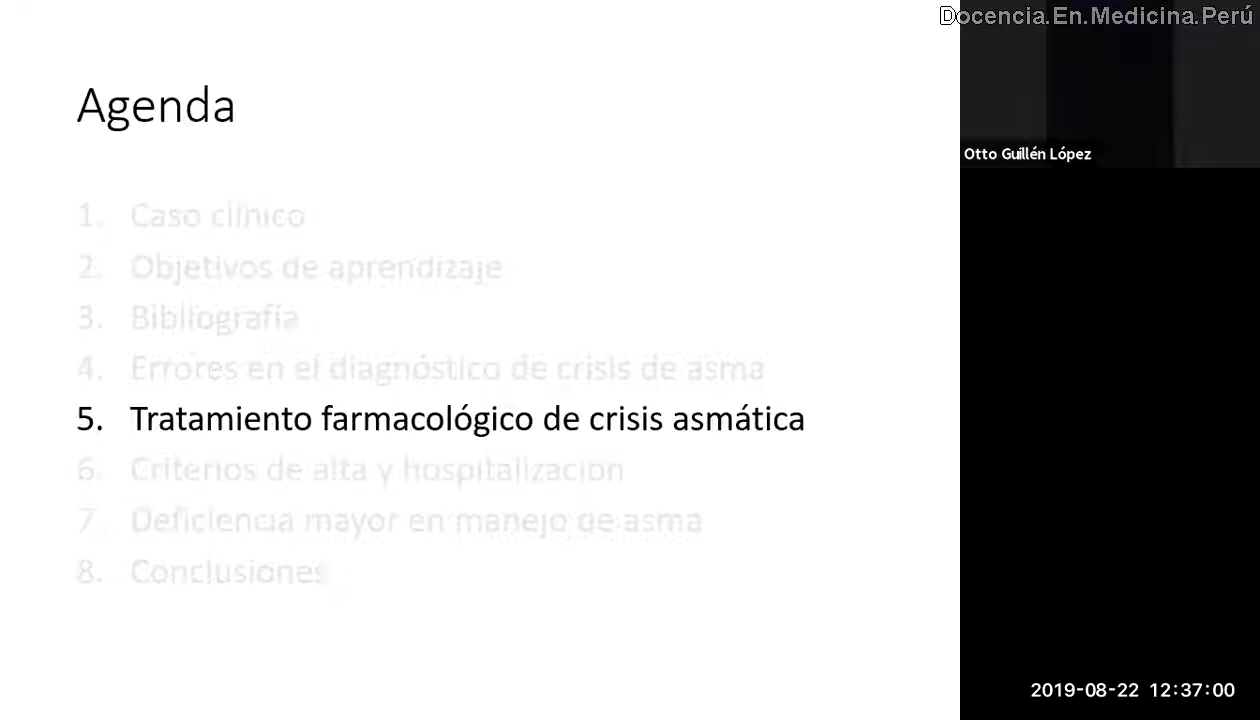 Docencia.En.Medicina.Perú
Agenda
Otto Guillén López
1. Caso clínico
2. Objetivos de aprendizaje
3. Bibliografía
4. Errores en el diagnóstico de crisis de asma
5. Tratamiento farmacológico de crisis asmática
6. Criterios de alta y hospitalización
7. Deficiencia mayor en manejo de asma
8. Conclusiones
2019-08-22 12:37:00